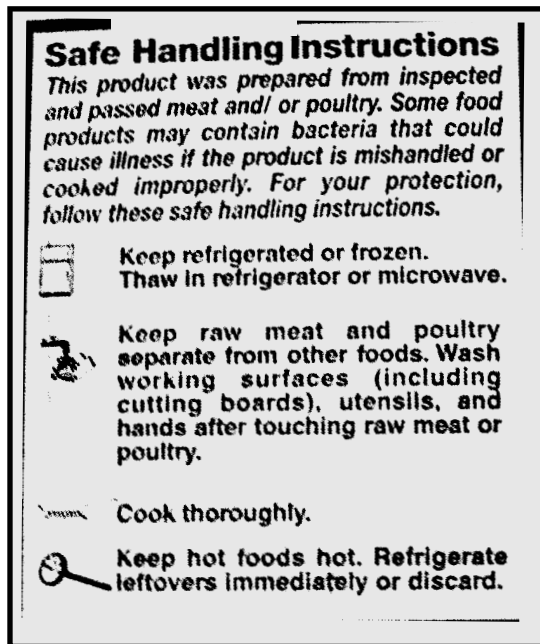 Safe Handling Instructions
This product was prepared from inspected
and passed meat and/ or poultry. Some food
products may contain bacteria that could
cause illness if the product is mishandled or
cooked improperly. For your protection,
follow these safe handling instructions.
Keep refrigerated or frozen.
Thaw in refrigerator or microwave.
Keep raw meat and poultry
separate from other foods. Wash
working surfaces (including
cutting boards), utensils, and
hands after touching raw meat or
poultry.
Cook thoroughly.
Keep hot foods hot. Refrigerate
leftovers immediately or discard.